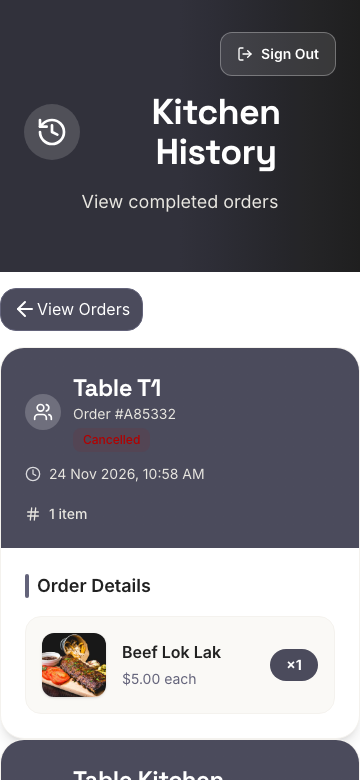 Sign Out
Kitchen
History
View completed orders
View Orders
Table T1
Order #A85332
Cancelled
24 Nov 2026, 10:58 AM
1 item
Order Details
Beef Lok Lak
$5.00 each
×1
Table Kitchen